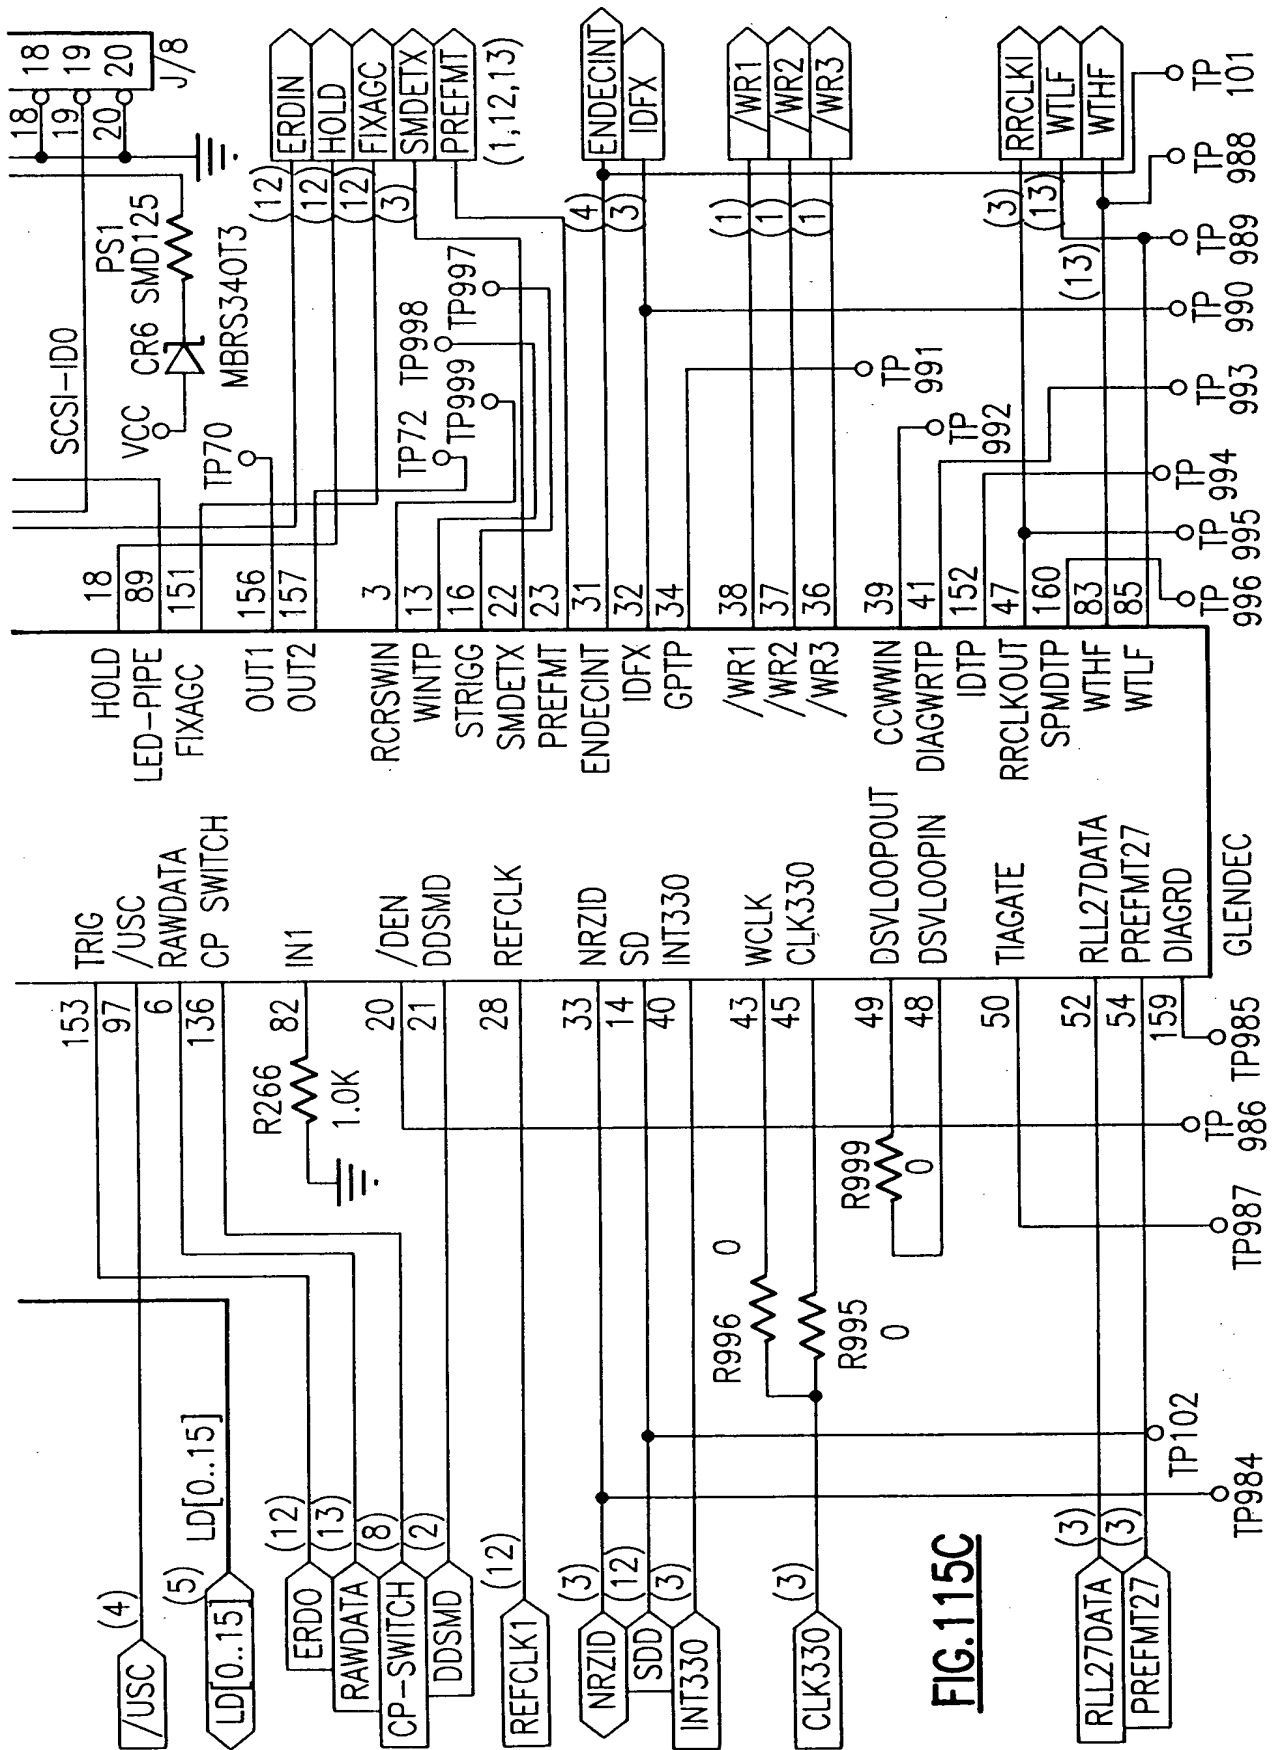 18 18
19 19
20 20
J/8
PS1
CR6 SMD125
MBRS340T3
VCC
SCSI-ID0
TP70
TP72
TP998
TP999
TP997
(12) ERDIN
(12) HOLD
(12) FIXAGC
(3) SMDETX
PREFMT
(1,12,13)
(4) ENDECINT
(3) IDFX
(1) /WR1
(1) /WR2
(1) /WR3
(3) RRCLKI
(13) WTLF
(13) WTHF
TP 101
TP 988
TP 989
TP 990
TP 991
TP 992
TP 993
TP 994
TP 995
TP 996
HOLD 18
LED-PIPE 89
FIXAGC 151
OUT1 156
OUT2 157
RCRSWIN 3
WINTP 13
STRIGG 16
SMDETX 22
PREFMT 23
ENDECINT 31
IDFX 32
GPTP 34
/WR1 38
/WR2 37
/WR3 36
CCWWIN 39
DIAGWRTP 41
IDTP 152
RRCLKOUT 47
SPMDTP 160
WTHF 83
WTLF 85
153 TRIG
97 /USC
6 RAWDATA
136 CP SWITCH
82 IN1
20 /DEN
21 DDSMD
28 REFCLK
33 NRZID
14 SD
40 INT330
43 WCLK
45 CLK330
49 DSVLOOPOUT
48 DSVLOOPIN
50 TIAGATE
52 RLL27DATA
54 PREFMT27
159 DIAGRD
GLENDEC
R266
1.0K
R999
0
R996
0
R995
0
TP985
TP 986
TP987
TP102
TP984
/USC (4)
LD[0..15] (5) LD[0..15]
ERDO (12)
RAWDATA (13)
CP-SWITCH (8)
DDSMD (2)
REFCLK1 (12)
NRZID (3)
SDD (12)
INT330 (3)
CLK330 (3)
RLL27DATA (3)
PREFMT27 (3)
FIG.115C